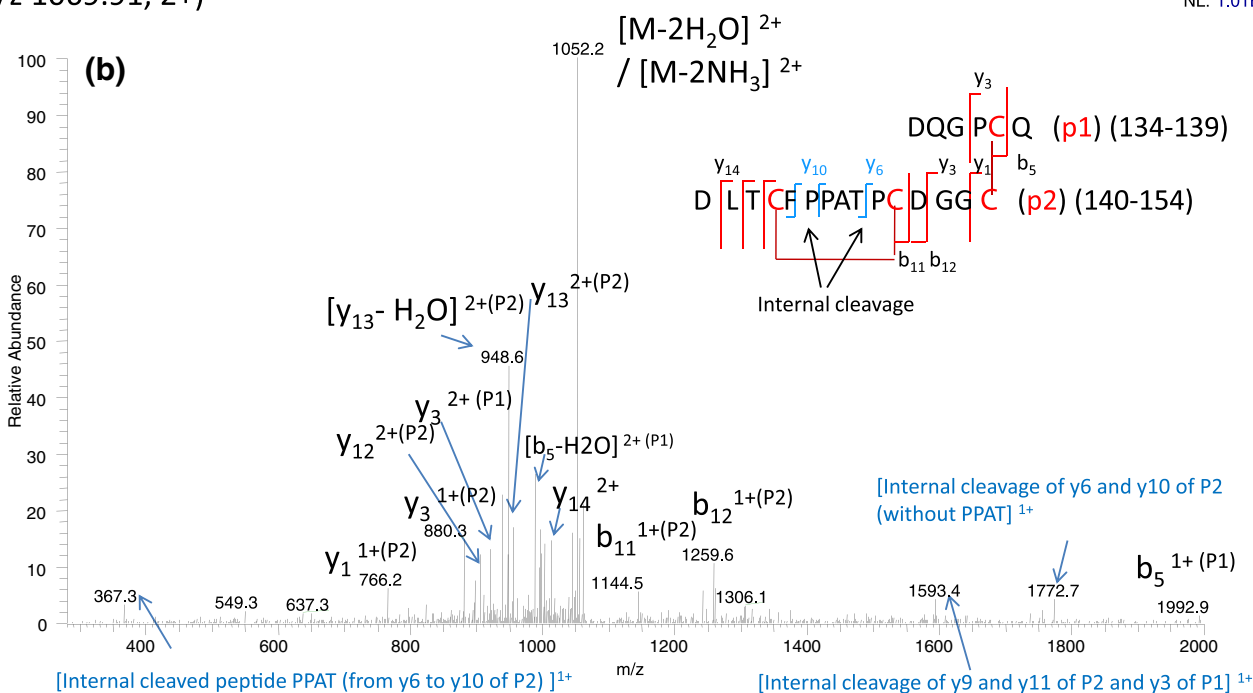 /z 1069.91, 2+)
NL: 1.01
(b)
1052.2
[M-2H₂O] ²⁺
/ [M-2NH₃] ²⁺
y₃
DQG PC Q (p1) (134-139)
b₅
y₁₄ y₁₀ y₆ y₃ y₁
D L T C F P PAT P C D GG C (p2) (140-154)
b₁₁ b₁₂
Internal cleavage
[y₁₃- H₂O] ²⁺(P2)
y₁₃ ²⁺(P2)
948.6
y₃ ²⁺ (P1)
y₁₂ ²⁺(P2)
[b₅-H2O] ²⁺ (P1)
y₃ ¹⁺(P2)
880.3
y₁₄ ²⁺
y₁ ¹⁺(P2)
766.2
b₁₁ ¹⁺(P2)
1144.5
b₁₂ ¹⁺(P2)
1259.6
1306.1
[Internal cleavage of y6 and y10 of P2
(without PPAT] ¹⁺
b₅ ¹⁺ (P1)
367.3
549.3
637.3
1593.4
1772.7
1992.9
Relative Abundance
100
90
80
70
60
50
40
30
20
10
0
400 600 800 1000 1200 1400 1600 1800 2000
m/z
[Internal cleaved peptide PPAT (from y6 to y10 of P2) ]¹⁺
[Internal cleavage of y9 and y11 of P2 and y3 of P1] ¹⁺